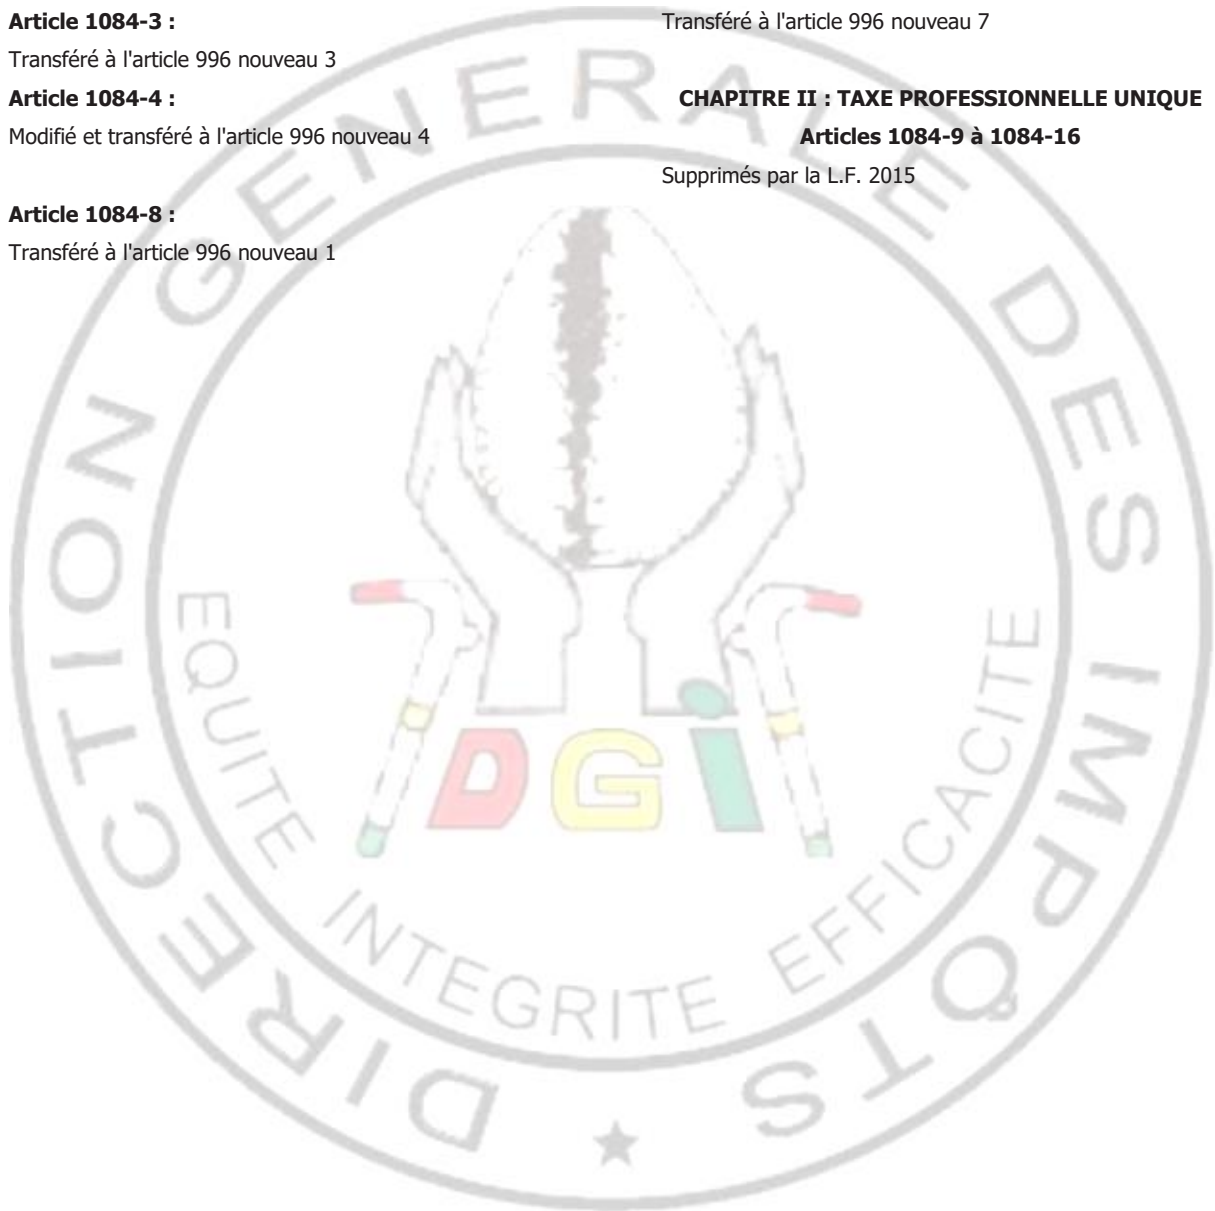 Article 1084-3 :
Transféré à l'article 996 nouveau 3
Article 1084-4 :
Modifié et transféré à l'article 996 nouveau 4
Article 1084-8 :
Transféré à l'article 996 nouveau 1
Transféré à l'article 996 nouveau 7
CHAPITRE II : TAXE PROFESSIONNELLE UNIQUE
Articles 1084-9 à 1084-16
Supprimés par la L.F. 2015
DIRECTION GENERALE DES IMPÔTS
EQUITE INTEGRITE EFFICACITE
DGI